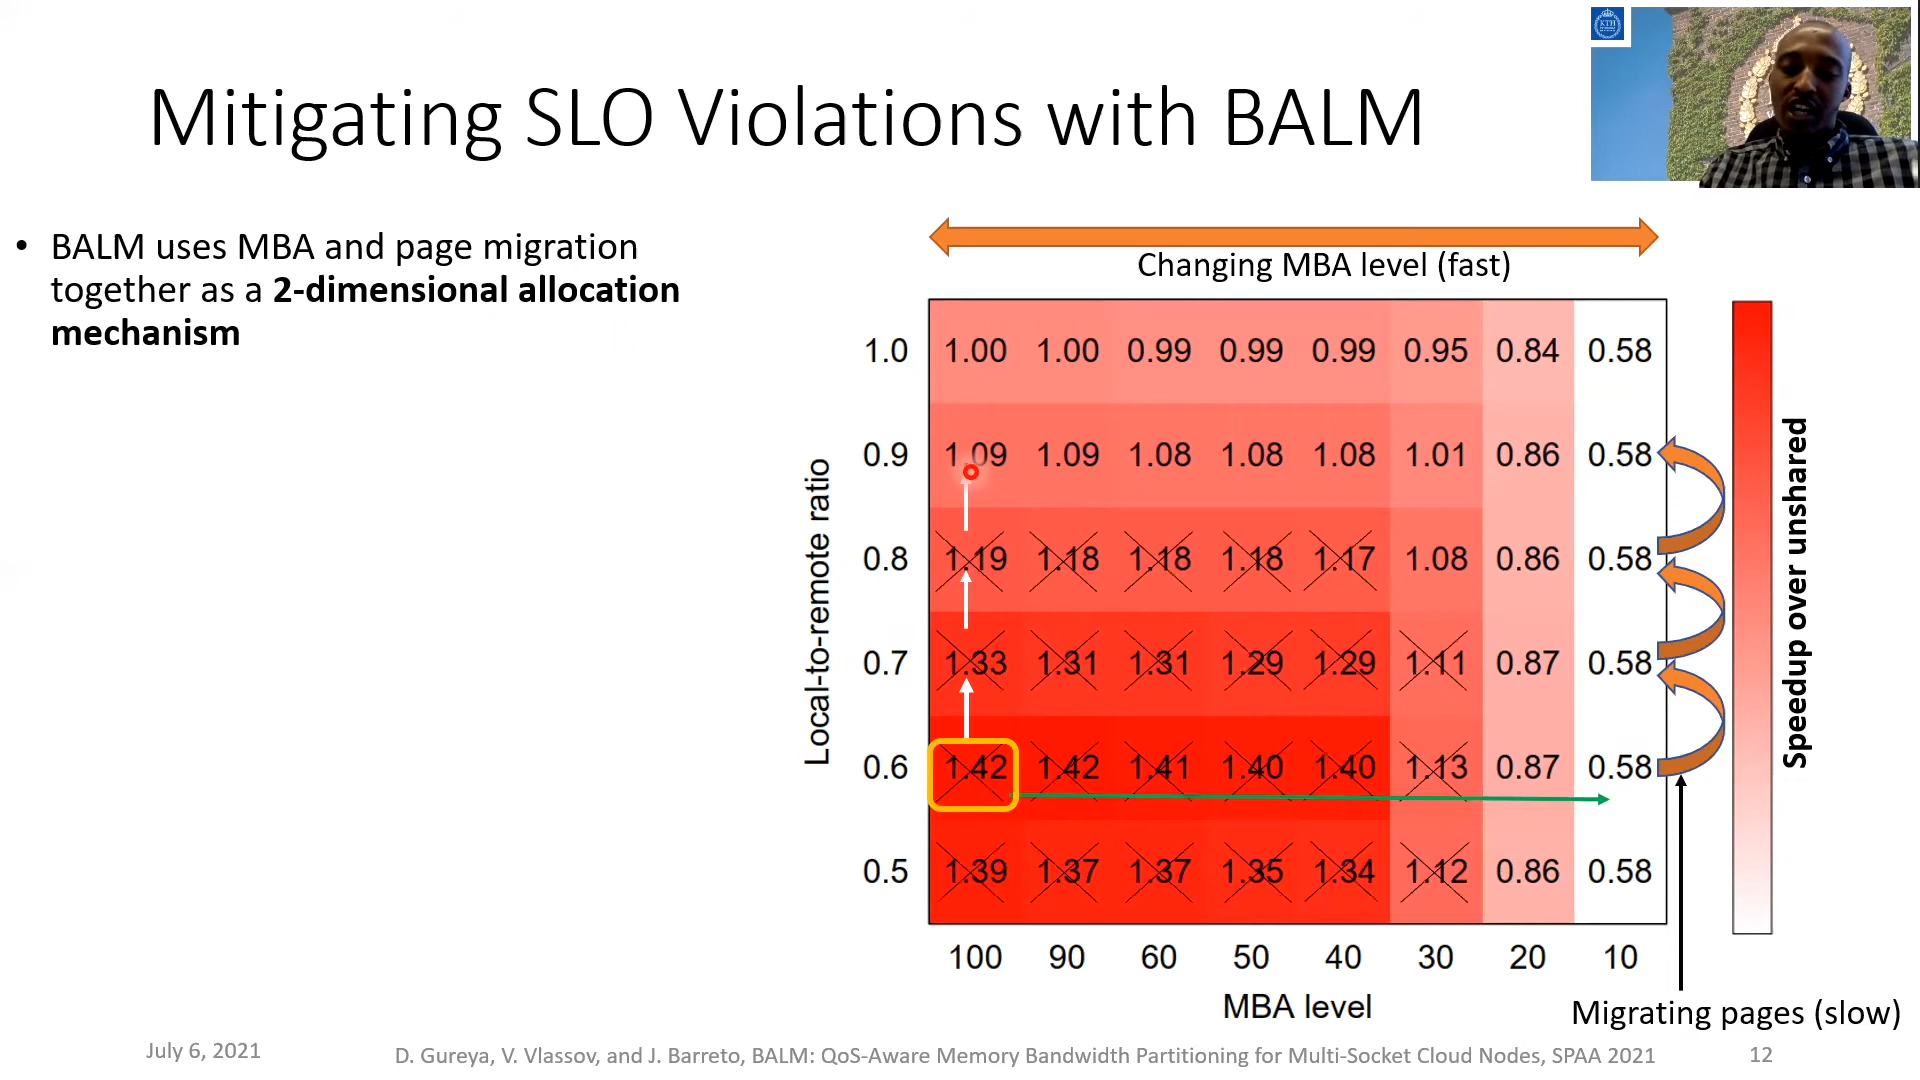 KTH
Mitigating SLO Violations with BALM
• BALM uses MBA and page migration
together as a 2-dimensional allocation
mechanism
Changing MBA level (fast)
1.0 1.00 1.00 0.99 0.99 0.99 0.95 0.84 0.58
0.9 1.09 1.09 1.08 1.08 1.08 1.01 0.86 0.58
0.8 1.19 1.18 1.18 1.18 1.17 1.08 0.86 0.58
0.7 1.33 1.31 1.31 1.29 1.29 1.11 0.87 0.58
0.6 1.42 1.42 1.41 1.40 1.40 1.13 0.87 0.58
0.5 1.39 1.37 1.37 1.35 1.34 1.12 0.86 0.58
100 90 60 50 40 30 20 10
Local-to-remote ratio
MBA level
Speedup over unshared
Migrating pages (slow)
July 6, 2021
D. Gureya, V. Vlassov, and J. Barreto, BALM: QoS-Aware Memory Bandwidth Partitioning for Multi-Socket Cloud Nodes, SPAA 2021
12